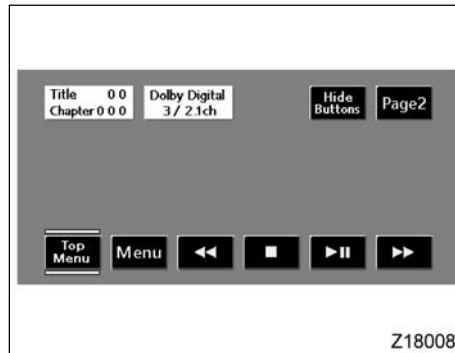 Title 0 0
Chapter 0 0 0
Dolby Digital
3 / 2.1ch
Hide
Buttons
Page2
Top
Menu
Menu
Z18008